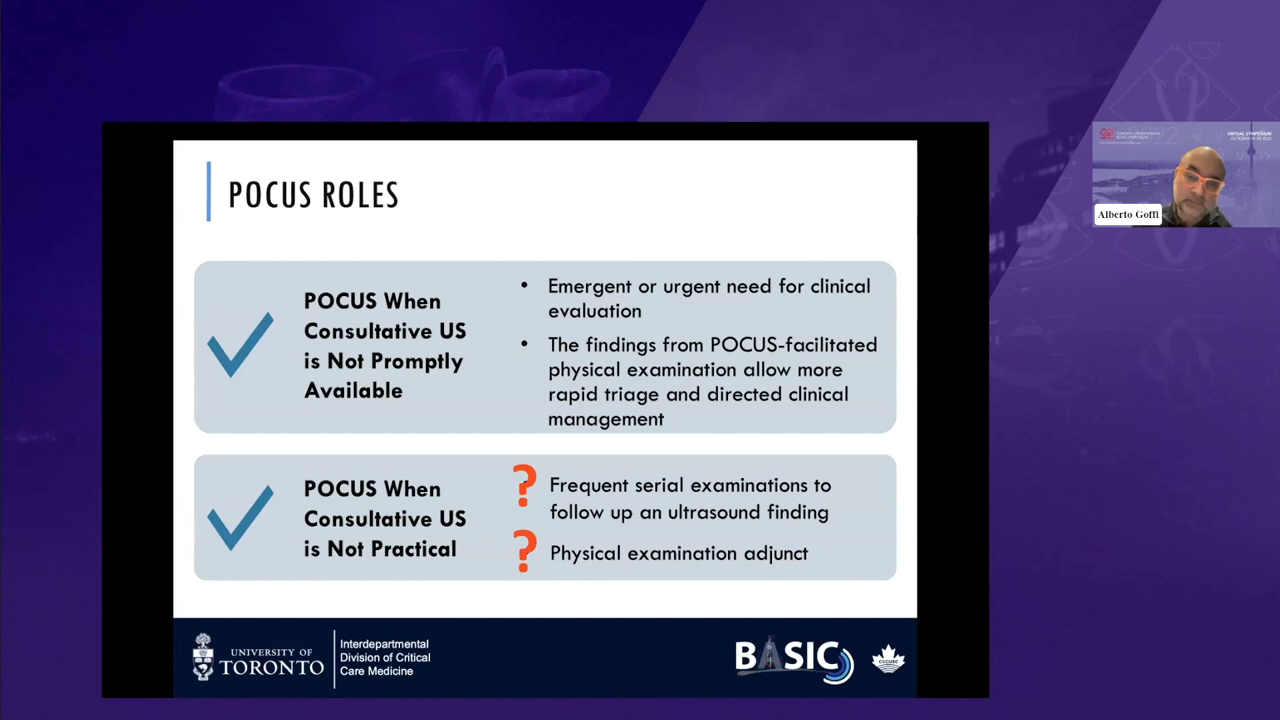 POCUS ROLES
POCUS When
Consultative US
is Not Promptly
Available
• Emergent or urgent need for clinical
evaluation
• The findings from POCUS-facilitated
physical examination allow more
rapid triage and directed clinical
management
POCUS When
Consultative US
is Not Practical
? Frequent serial examinations to
follow up an ultrasound finding
? Physical examination adjunct
UNIVERSITY OF
TORONTO
Interdepartmental
Division of Critical
Care Medicine
BASIC
CCCUSG
VIRTUAL SYMPOSIUM
Alberto Goffi